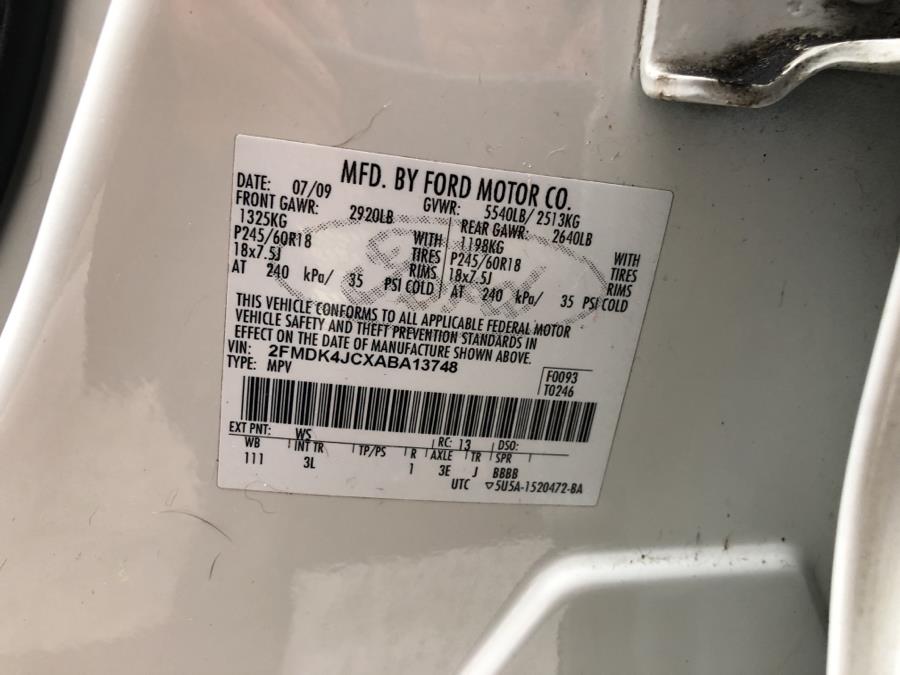 MFD. BY FORD MOTOR CO.
DATE: 07/09 GVWR: 5540LB/ 2513KG
FRONT GAWR: 2920LB REAR GAWR: 2640LB
1325KG WITH 1198KG WITH
P245/60R18 TIRES P245/60R18 TIRES
18x7.5J RIMS 18x7.5J RIMS
AT 240 kPa/ 35 PSI COLD AT 240 kPa/ 35 PSI COLD
Ford
THIS VEHICLE CONFORMS TO ALL APPLICABLE FEDERAL MOTOR
VEHICLE SAFETY AND THEFT PREVENTION STANDARDS IN
EFFECT ON THE DATE OF MANUFACTURE SHOWN ABOVE.
VIN: 2FMDK4JCXABA13748
TYPE: MPV
F0093
T0246
EXT PNT: WS RC: 13 DSO:
WB INT TR TP/PS R AXLE TR SPR
111 3L 1 3E J BBBB
UTC ▽5U5A-1520472-BA